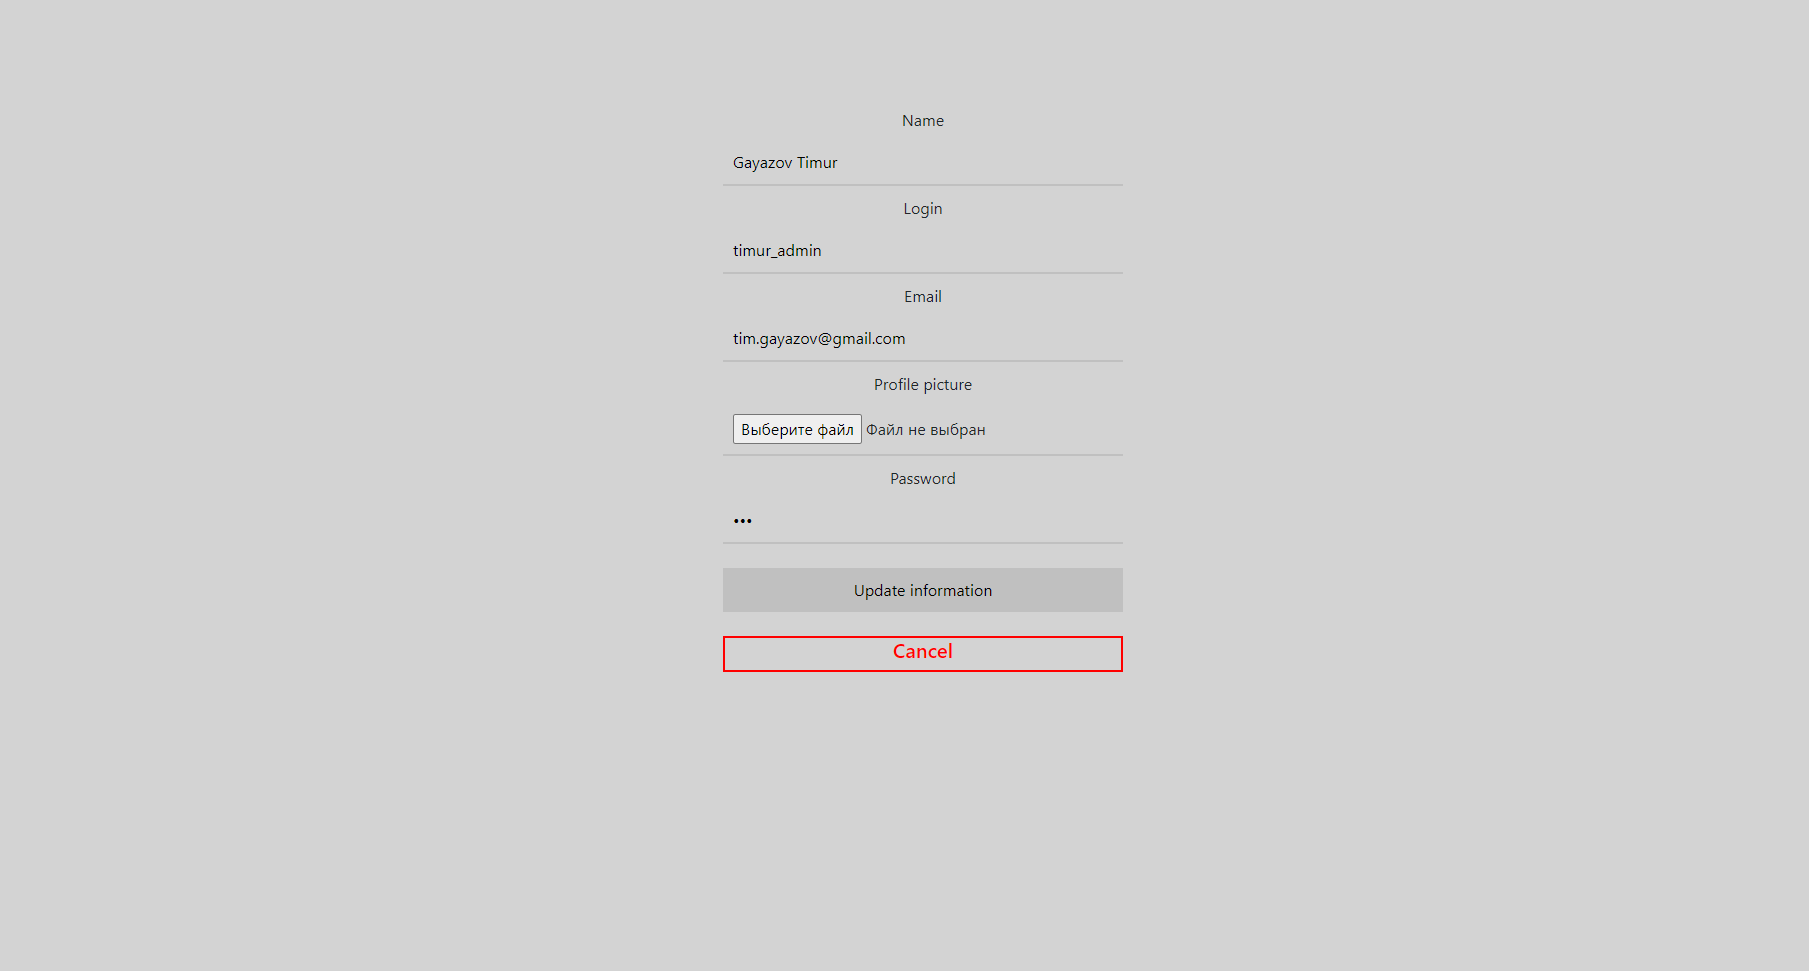 Name
Gayazov Timur
Login
timur_admin
Email
tim.gayazov@gmail.com
Profile picture
Выберите файл Файл не выбран
Password
•••
Update information
Cancel